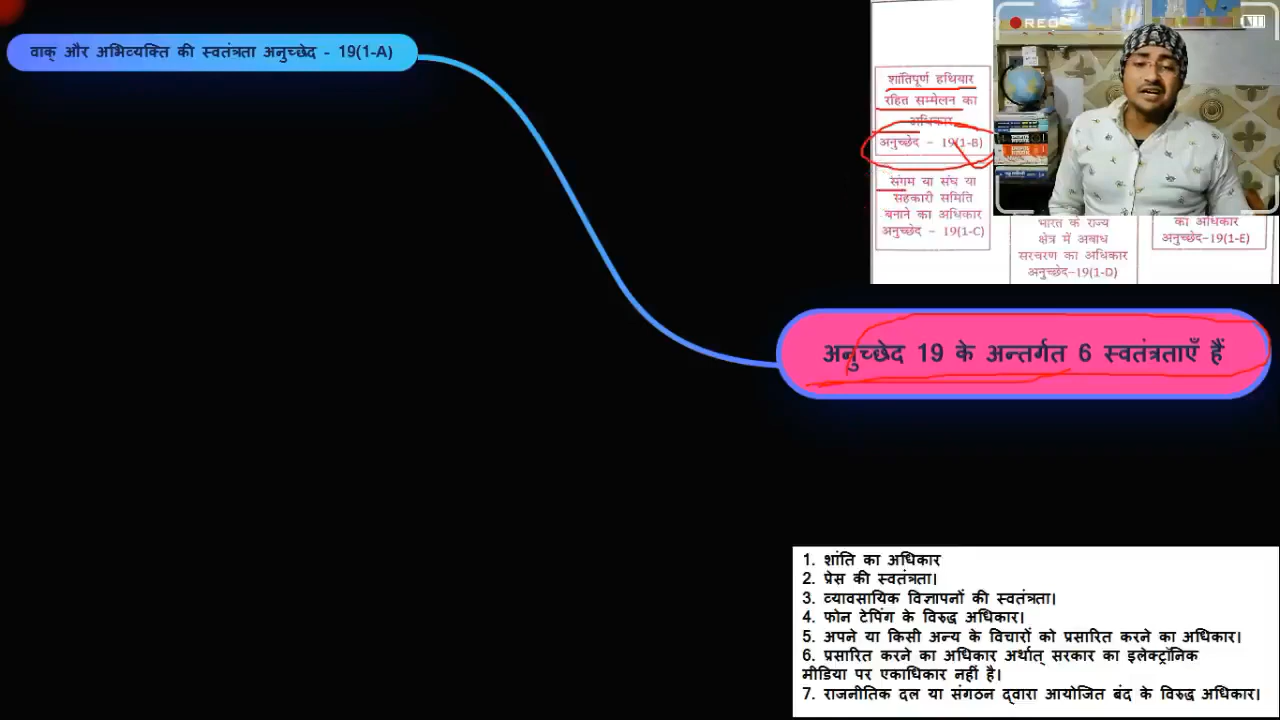 वाक् और अभिव्यक्ति की स्वतंत्रता अनुच्छेद - 19(1-A)
REC
शांतिपूर्ण हथियार
रहित सम्मेलन का
अधिकार
अनुच्छेद - 19(1-B)
संगम या संघ या
सहकारी समिति
बनाने का अधिकार
अनुच्छेद - 19(1-C)
भारत के राज्य
क्षेत्र में अबाध
सरचरण का अधिकार
अनुच्छेद-19(1-D)
का अधिकार
अनुच्छेद-19(1-E)
अनुच्छेद 19 के अन्तर्गत 6 स्वतंत्रताएँ हैं
1. शांति का अधिकार
2. प्रेस की स्वतंत्रता।
3. व्यावसायिक विज्ञापनों की स्वतंत्रता।
4. फोन टेपिंग के विरुद्ध अधिकार।
5. अपने या किसी अन्य के विचारों को प्रसारित करने का अधिकार।
6. प्रसारित करने का अधिकार अर्थात् सरकार का इलेक्ट्रॉनिक
मीडिया पर एकाधिकार नहीं है।
7. राजनीतिक दल या संगठन द्वारा आयोजित बंद के विरुद्ध अधिकार।